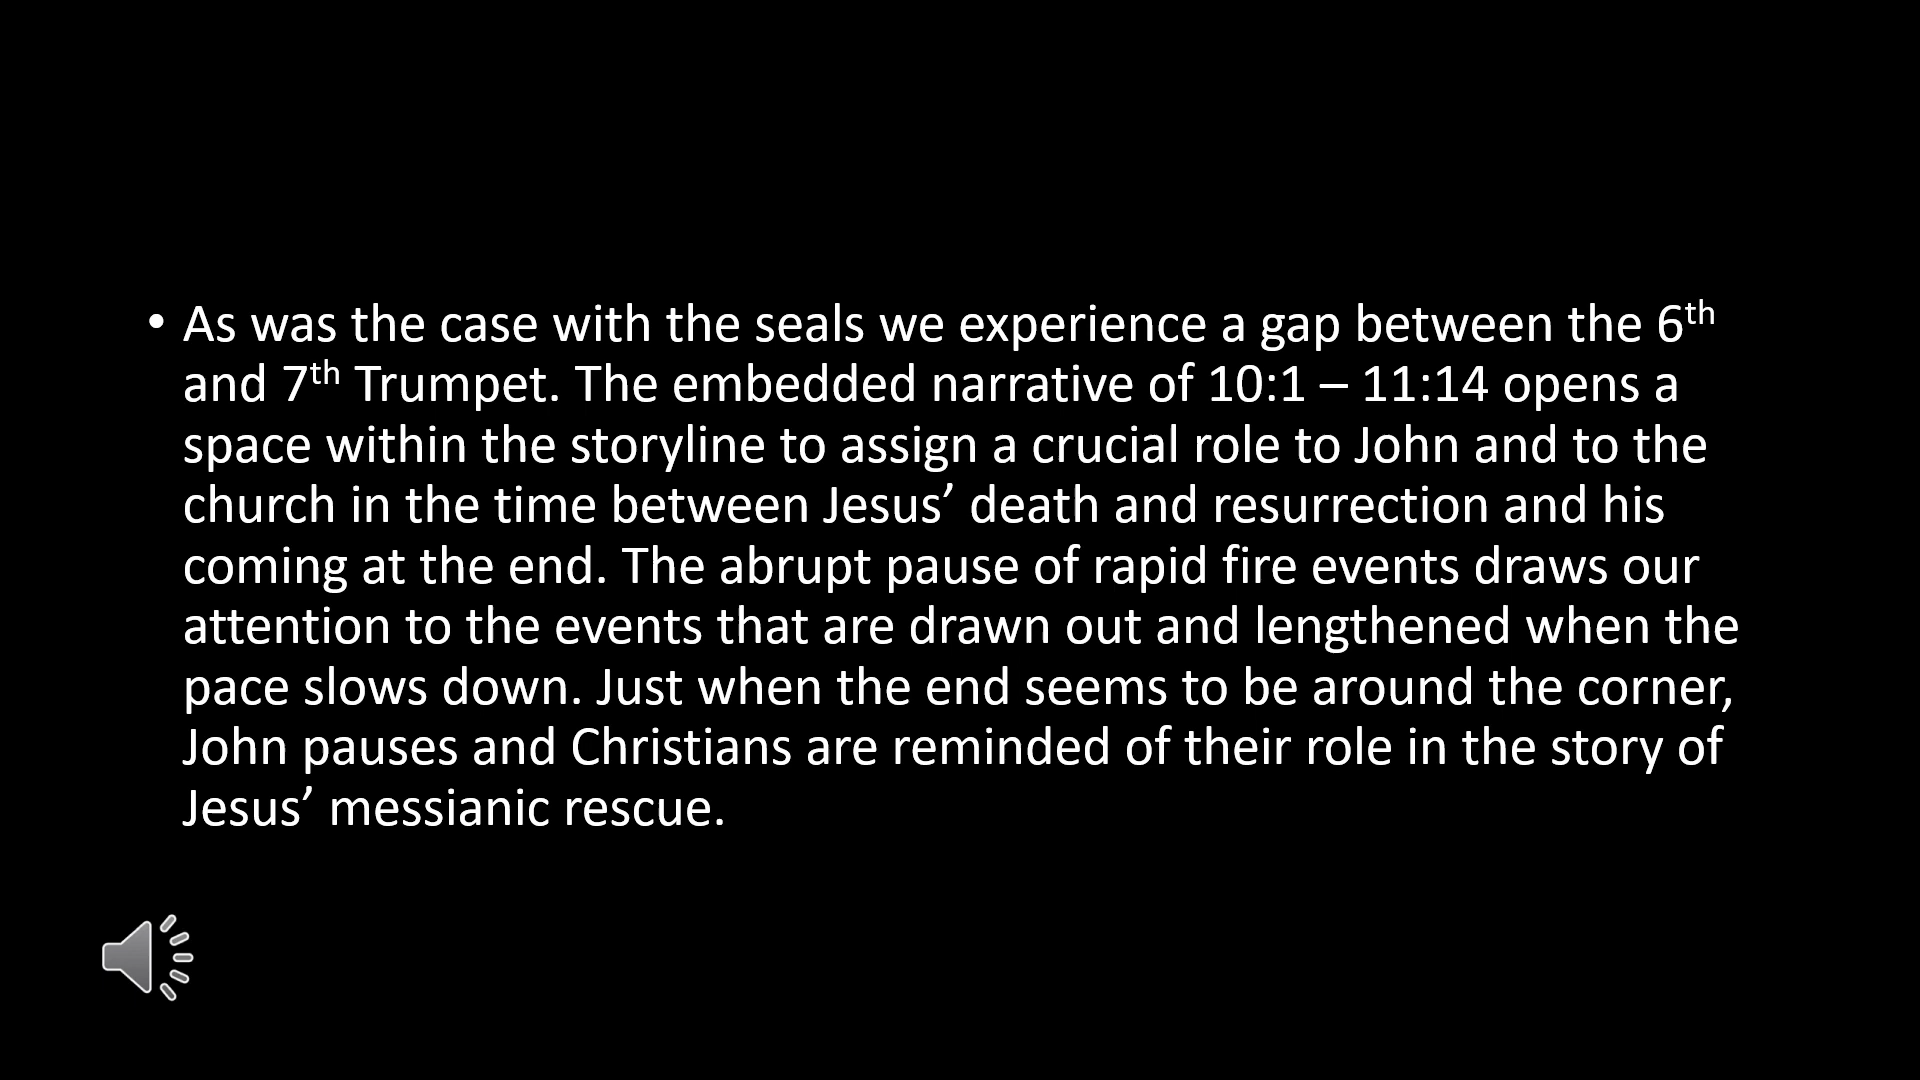 • As was the case with the seals we experience a gap between the 6th
and 7th Trumpet. The embedded narrative of 10:1 – 11:14 opens a
space within the storyline to assign a crucial role to John and to the
church in the time between Jesus’ death and resurrection and his
coming at the end. The abrupt pause of rapid fire events draws our
attention to the events that are drawn out and lengthened when the
pace slows down. Just when the end seems to be around the corner,
John pauses and Christians are reminded of their role in the story of
Jesus’ messianic rescue.